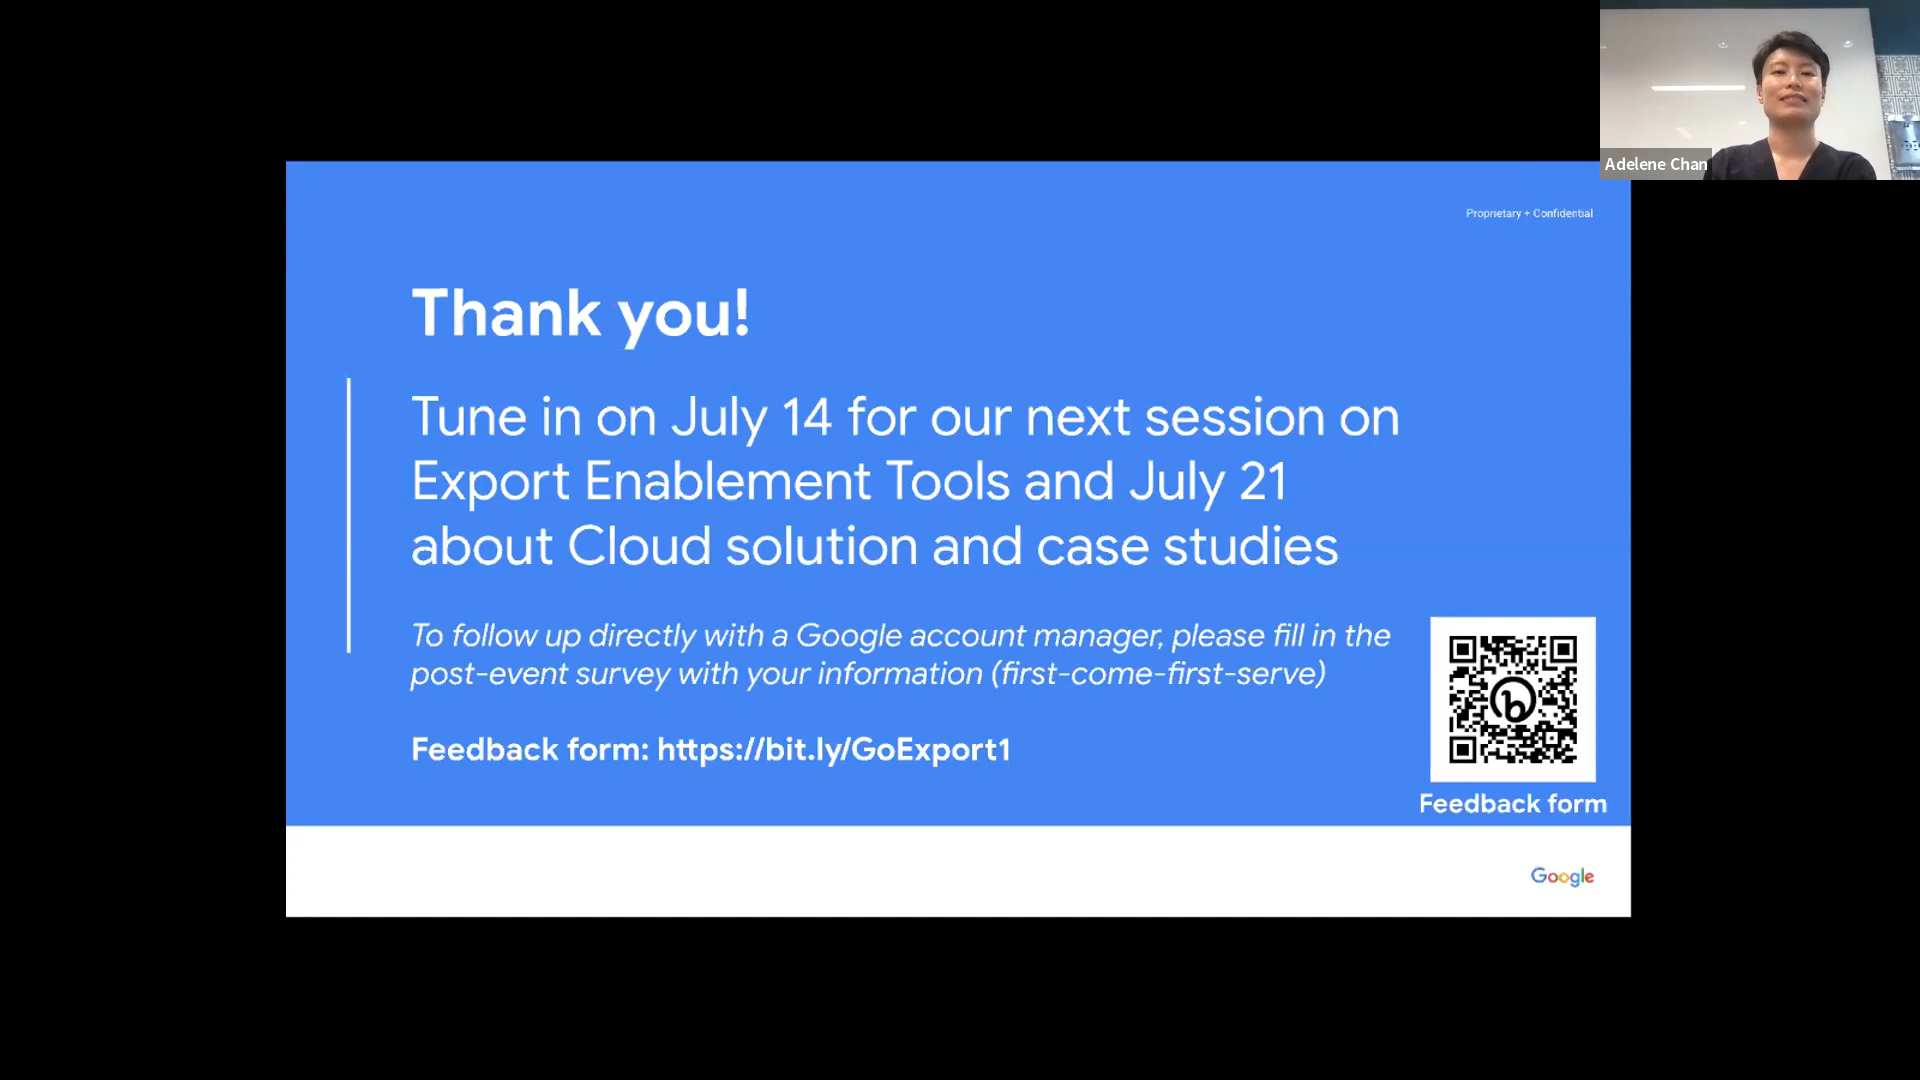 Adelene Chan
Proprietary + Confidential
Thank you!
Tune in on July 14 for our next session on
Export Enablement Tools and July 21
about Cloud solution and case studies
To follow up directly with a Google account manager, please fill in the
post-event survey with your information (first-come-first-serve)
Feedback form: https://bit.ly/GoExport1
b
Feedback form
Google